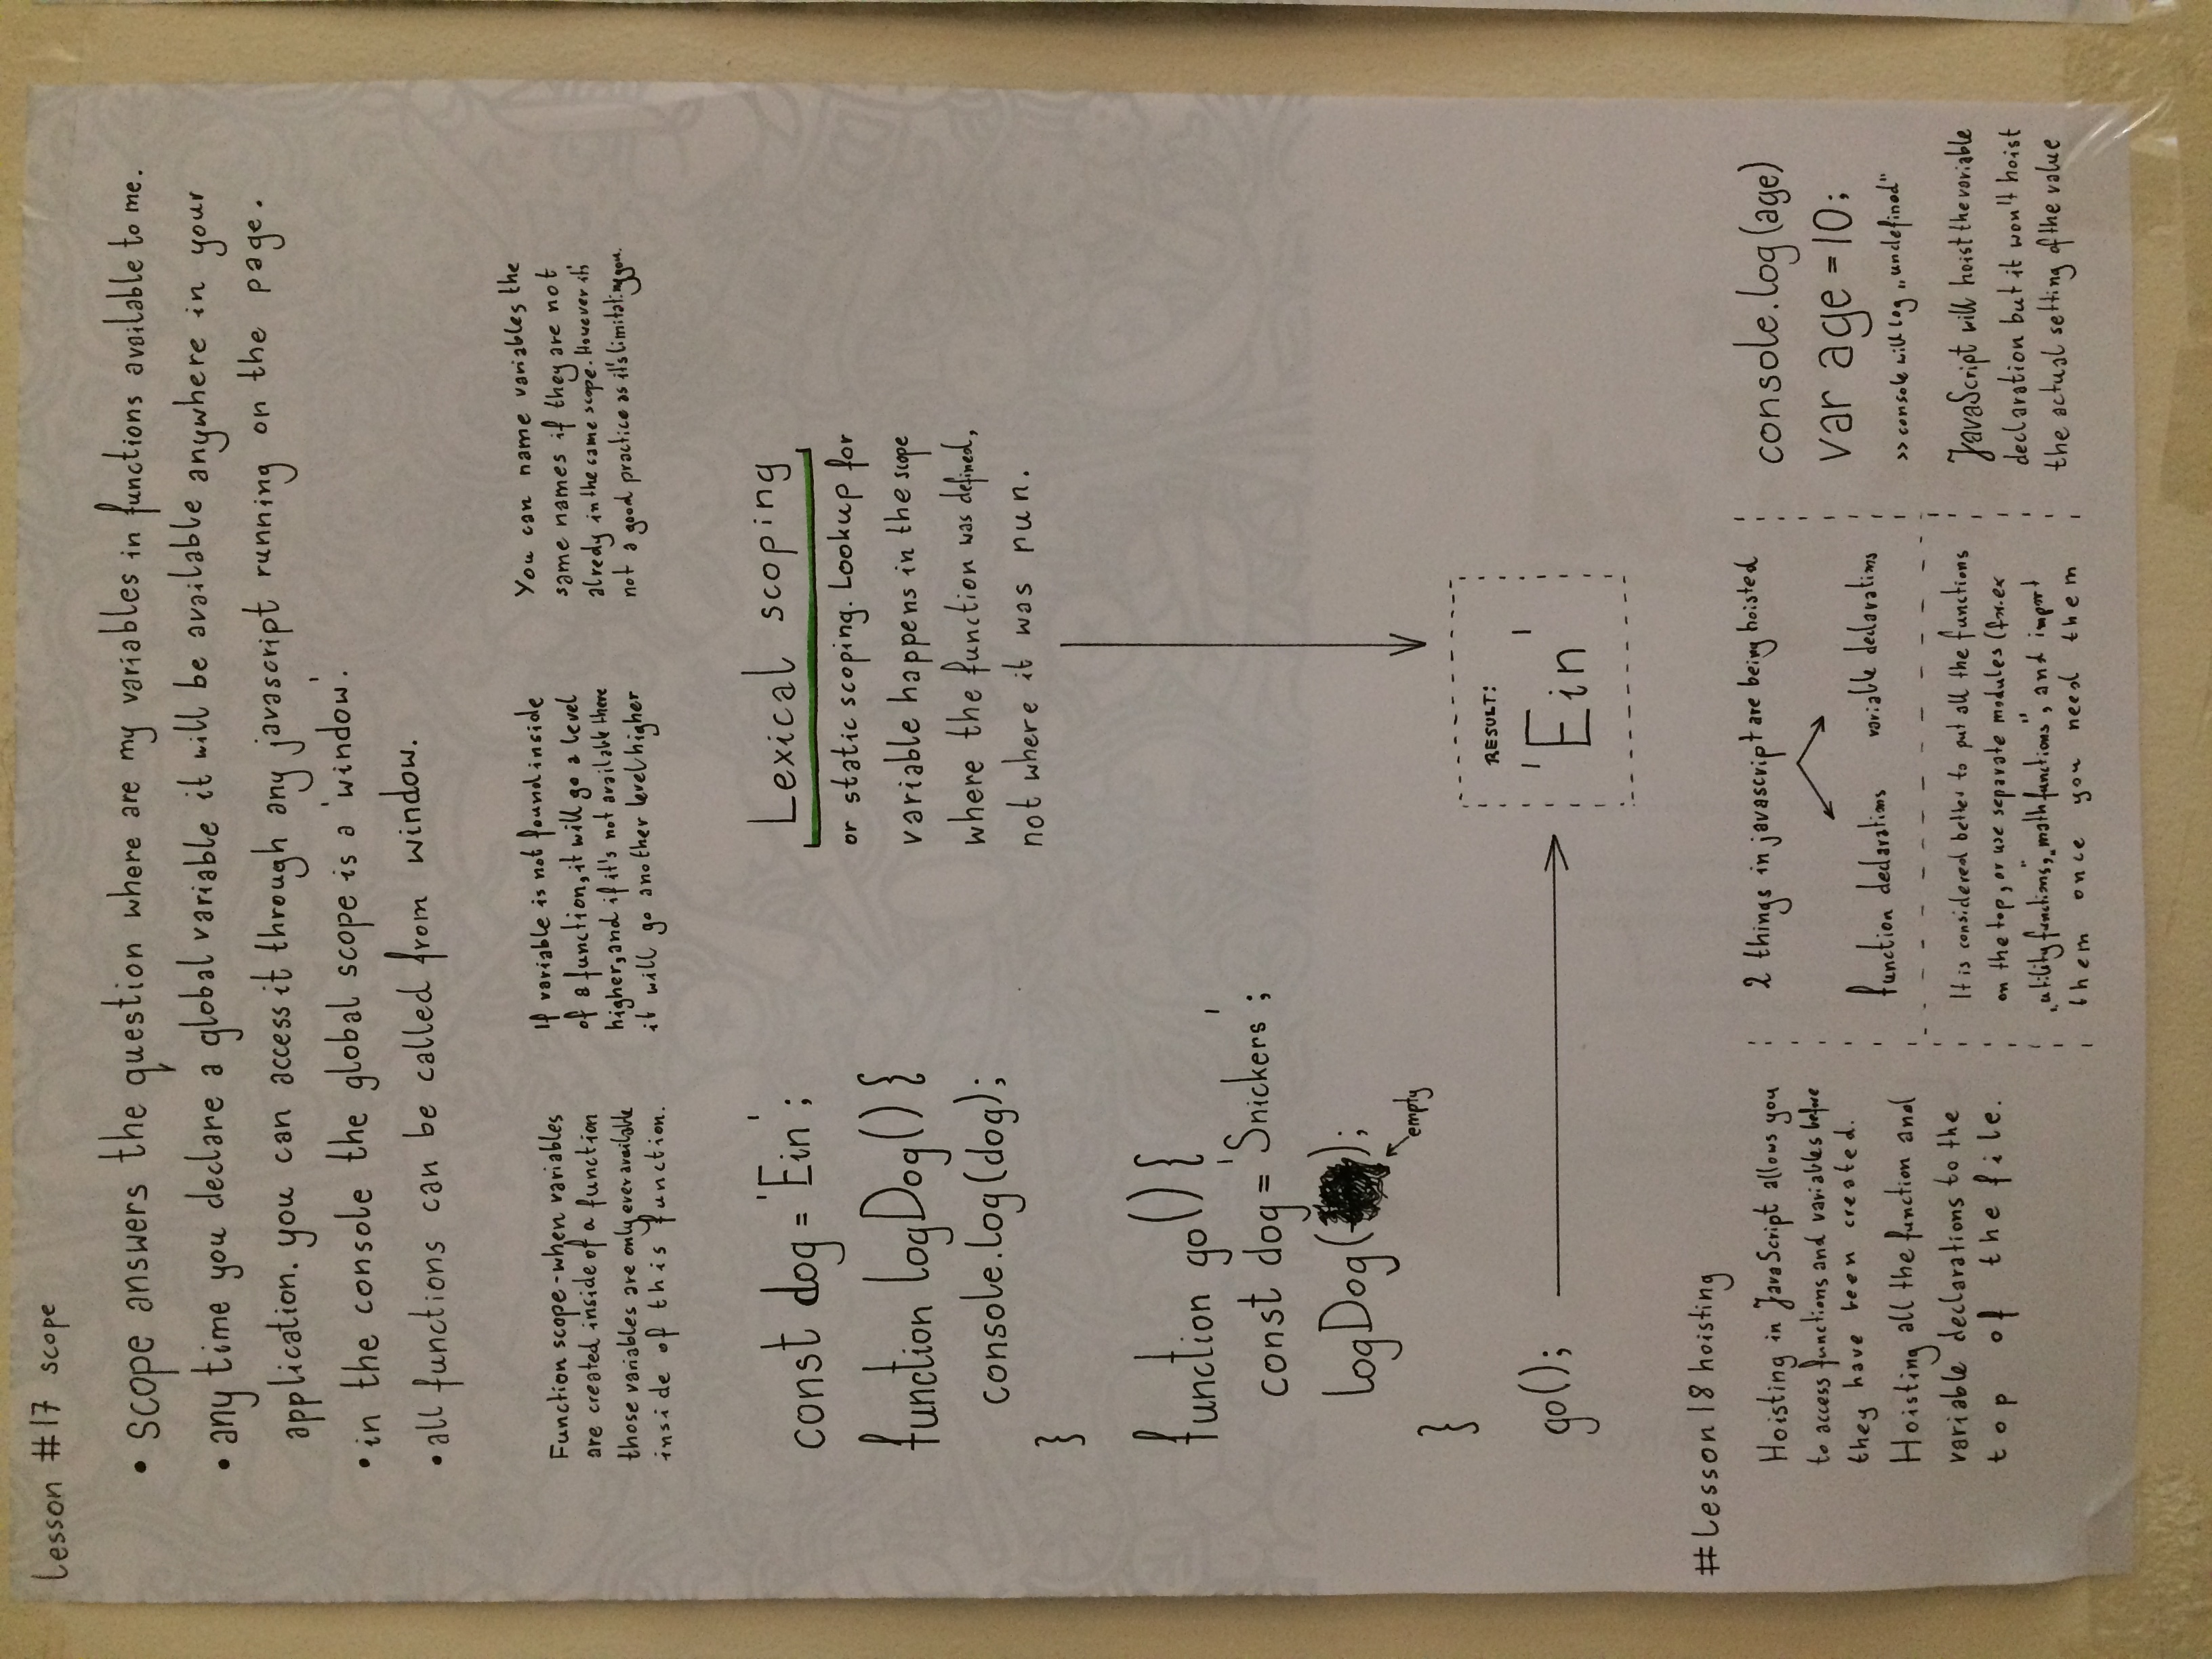 Lesson #17 scope
• scope answers the question where are my variables in functions available to me.
• any time you declare a global variable it will be available anywhere in your
application. you can access it through any javascript running on the page.
• in the console the global scope is a 'window'.
• all functions can be called from window.
Function scope - when variables
are created inside of a function
those variables are only ever available
inside of this function.
If variable is not found inside
of a function, it will go a level
higher, and if it's not available there
it will go another level higher
You can name variables the
same names if they are not
alredy in the same scope. However it's
not a good practice as it's limitating you.
const dog = 'Ein';
function logDog() {
console.log(dog);
}
function go() {
const dog = 'Snickers';
logDog( );
empty
}
go();
Lexical scoping
or static scoping. Lookup for
variable happens in the scope
where the function was defined,
not where it was run.
RESULT:
'Ein'
# Lesson 18 hoisting
Hoisting in JavaScript allows you
to access functions and variables before
they have been created.
Hoisting all the function and
variable declarations to the
top of the file.
2 things in javascript are being hoisted
function declarations variable declarations
It is considered better to put all the functions
on the top, or use separate modules (for.ex
„utility functions", „math functions", and import
them once you need them
console.log(age)
var age = 10;
>> console will log „undefined"
JavaScript will hoist the variable
declaration but it won't hoist
the actual setting of the value